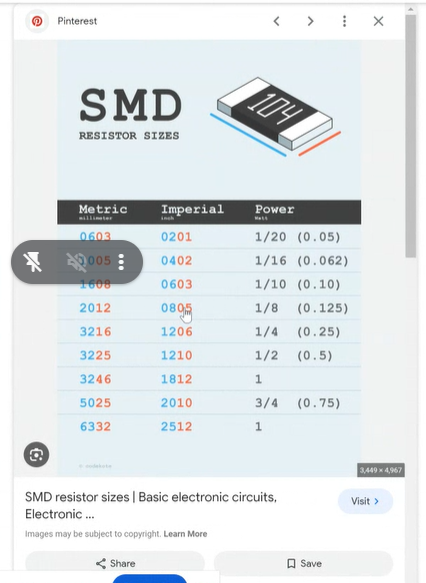 Pinterest
SMD
RESISTOR SIZES
104
Metric Imperial Power
millimeter inch Watt
0603 0201 1/20 (0.05)
005 0402 1/16 (0.062)
1608 0603 1/10 (0.10)
2012 0805 1/8 (0.125)
3216 1206 1/4 (0.25)
3225 1210 1/2 (0.5)
3246 1812 1
5025 2010 3/4 (0.75)
6332 2512 1
3,449 × 4,967
SMD resistor sizes | Basic electronic circuits,
Electronic ...
Visit >
Images may be subject to copyright. Learn More
Share Save